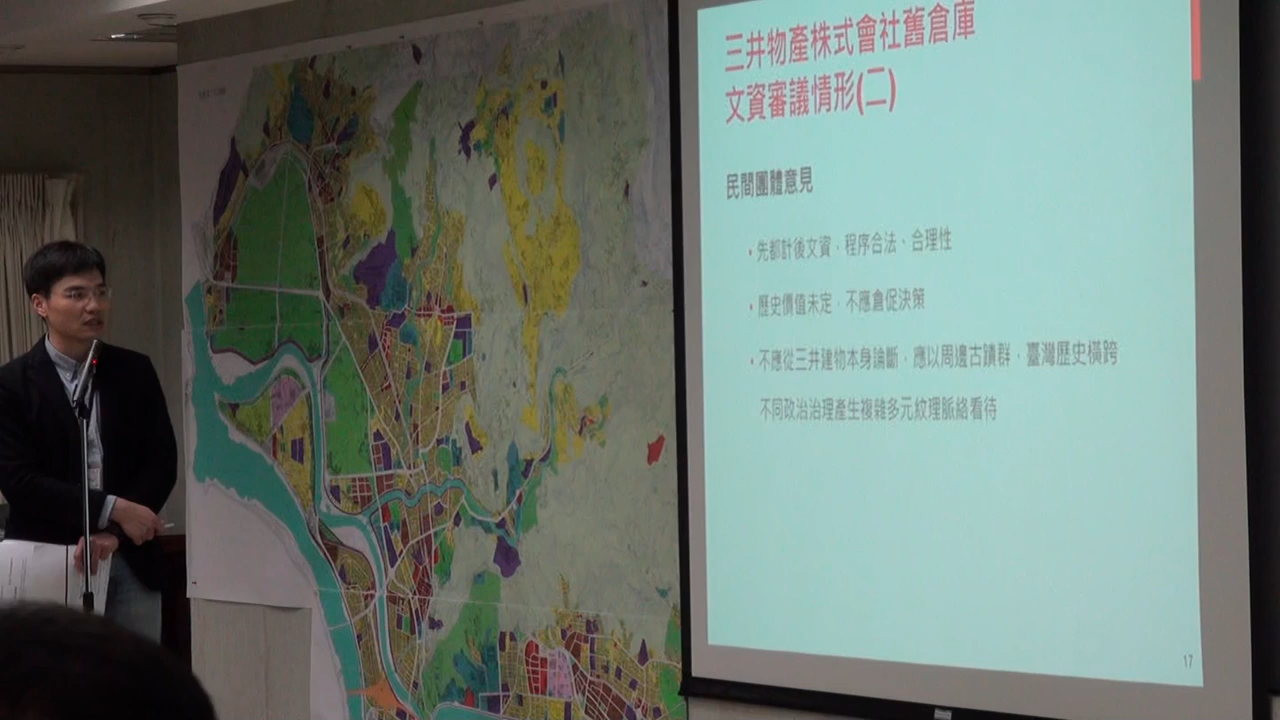 三井物產株式會社舊倉庫
文資審議情形(二)
民間團體意見
•先都計後文資，程序合法、合理性
•歷史價值未定，不應倉促決策
•不應從三井建物本身論斷，應以周邊古蹟群，臺灣歷史橫跨
不同政治治理產生複雜多元紋理脈絡看待
17